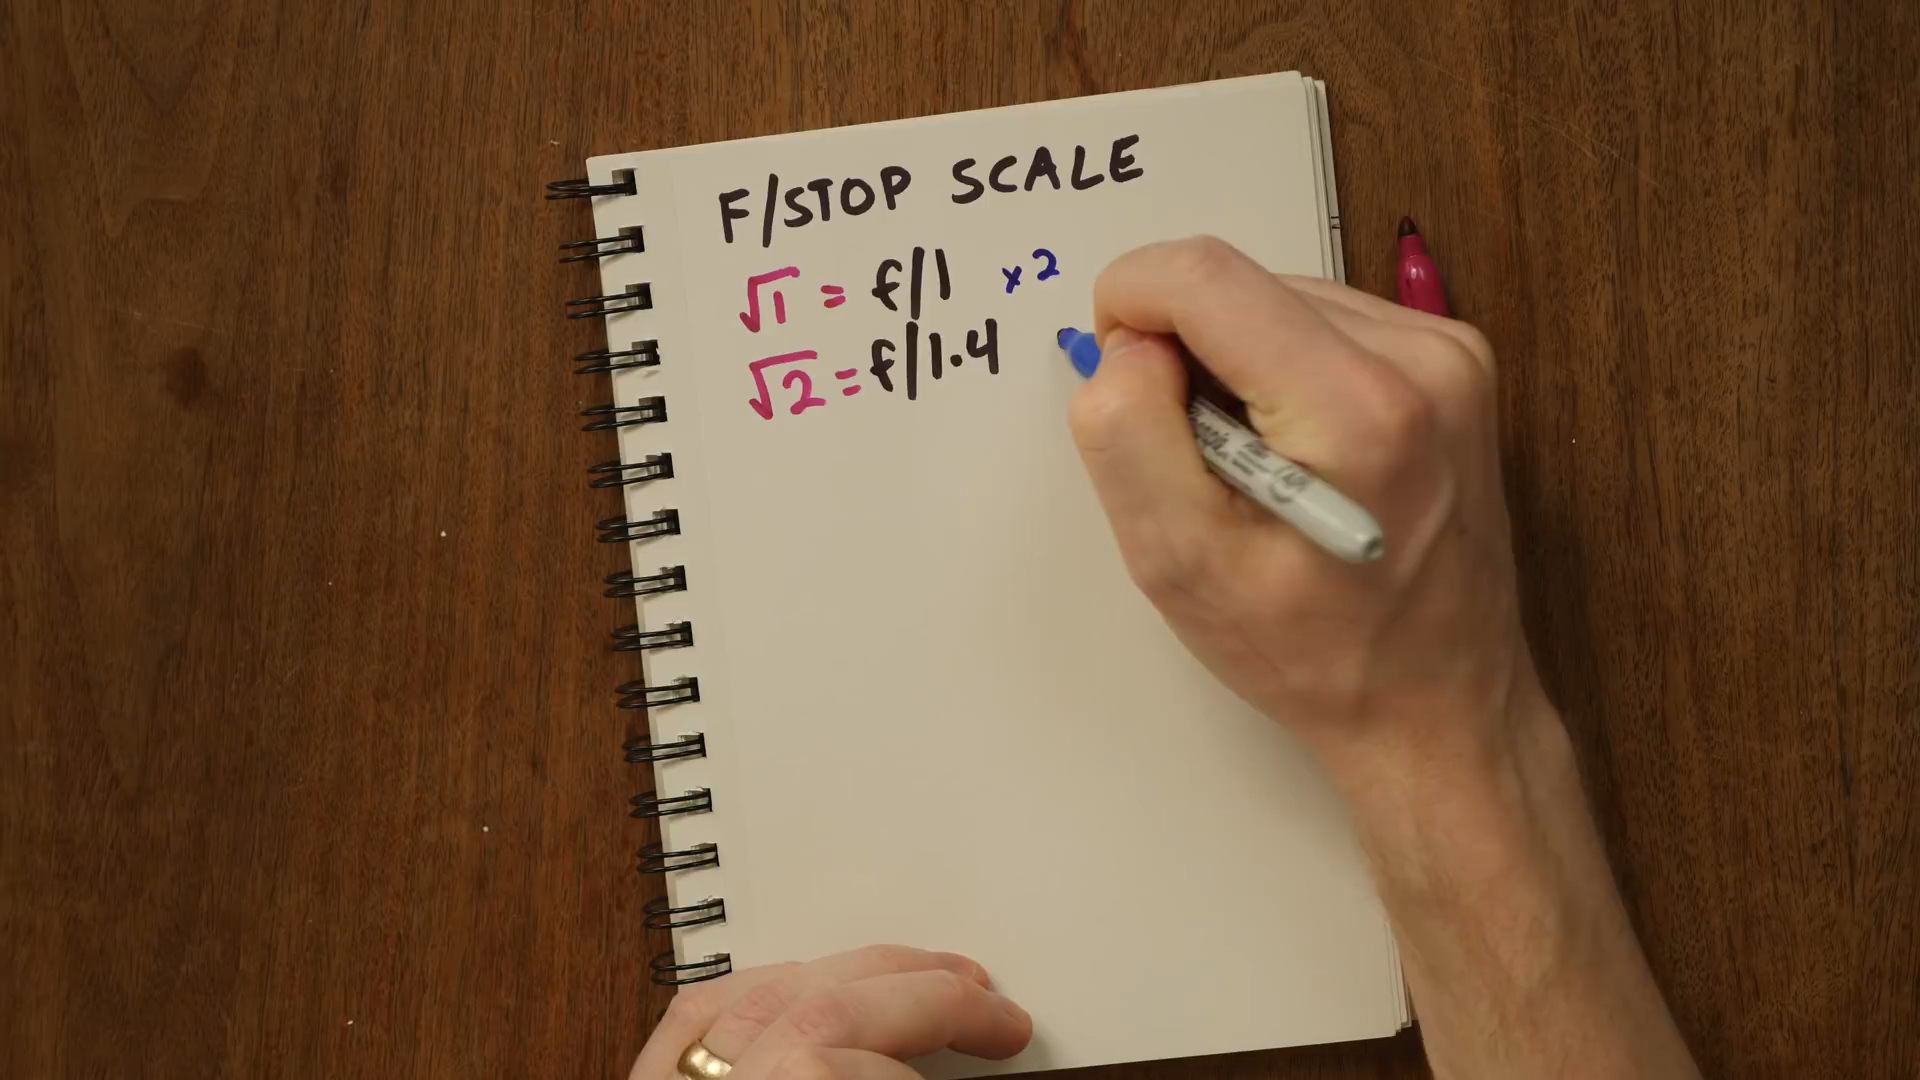 F/STOP SCALE
√1 = f/1 x2
√2 = f/1.4